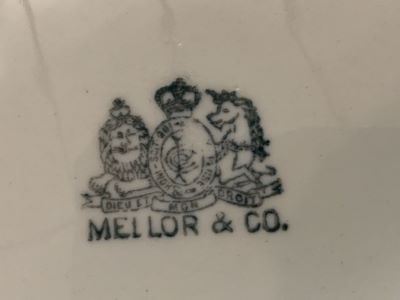 DIEU ET MON DROIT
MELLOR & CO.